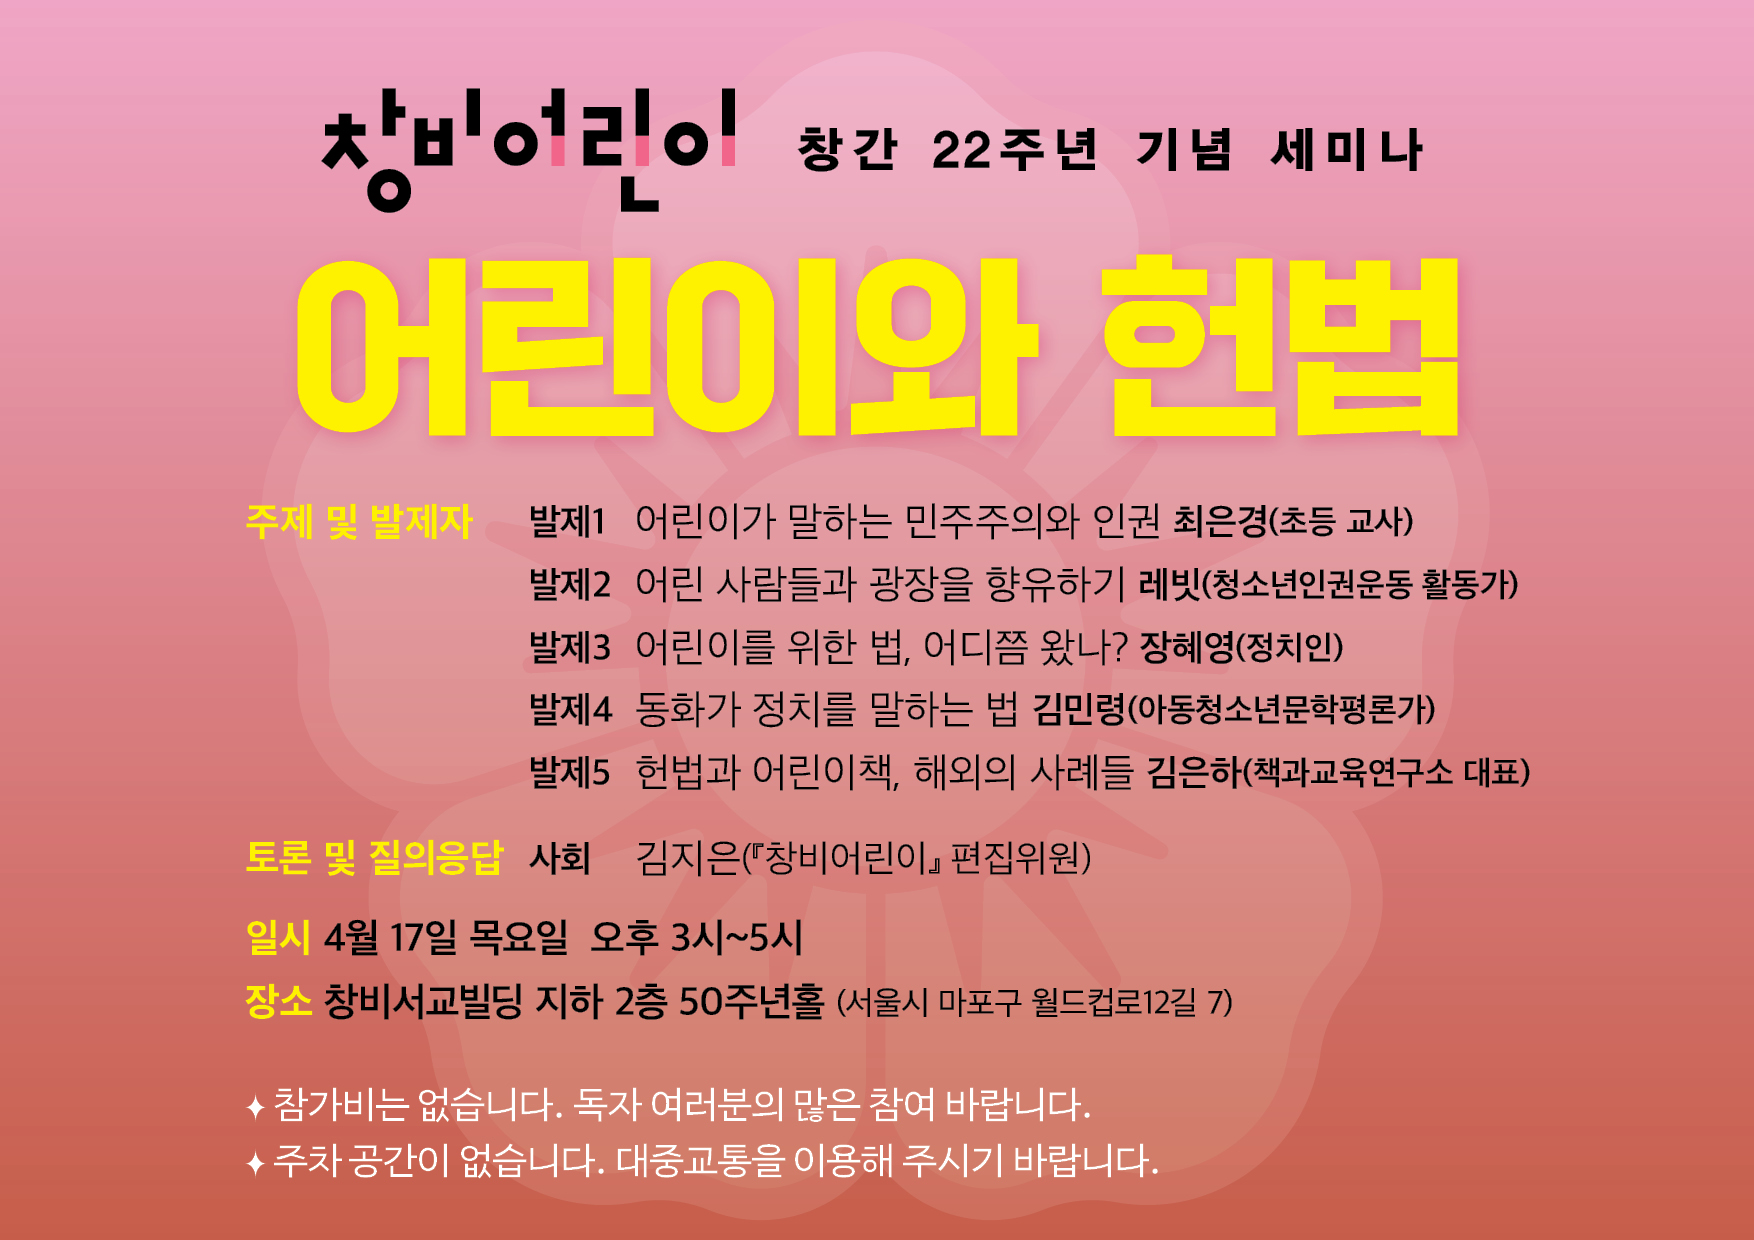 창비어린이 창간 22주년 기념 세미나
어린이와 헌법
주제 및 발제자 발제1 어린이가 말하는 민주주의와 인권 최은경(초등 교사)
발제2 어린 사람들과 광장을 향유하기 레빗(청소년인권운동 활동가)
발제3 어린이를 위한 법, 어디쯤 왔나? 장혜영(정치인)
발제4 동화가 정치를 말하는 법 김민령(아동청소년문학평론가)
발제5 헌법과 어린이책, 해외의 사례들 김은하(책과교육연구소 대표)
토론 및 질의응답 사회 김지은(『창비어린이』 편집위원)
일시 4월 17일 목요일 오후 3시~5시
장소 창비서교빌딩 지하 2층 50주년홀 (서울시 마포구 월드컵로12길 7)
✦ 참가비는 없습니다. 독자 여러분의 많은 참여 바랍니다.
✦ 주차 공간이 없습니다. 대중교통을 이용해 주시기 바랍니다.